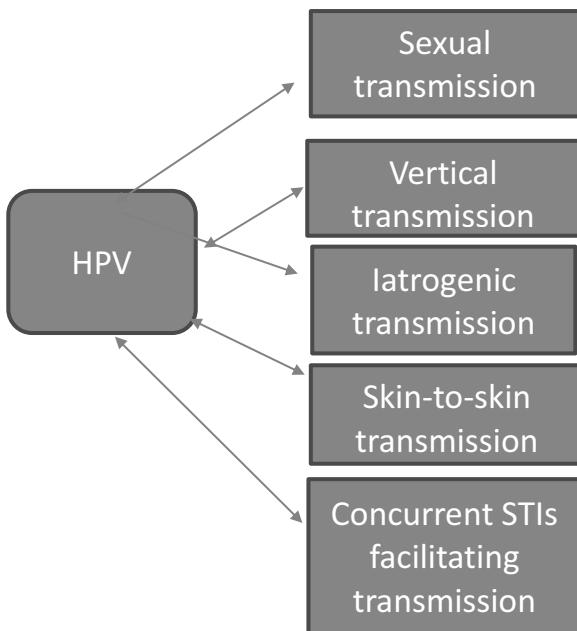 Sexual
transmission
Vertical
transmission
HPV
Iatrogenic
transmission
Skin-to-skin
transmission
Concurrent STIs
facilitating
transmission